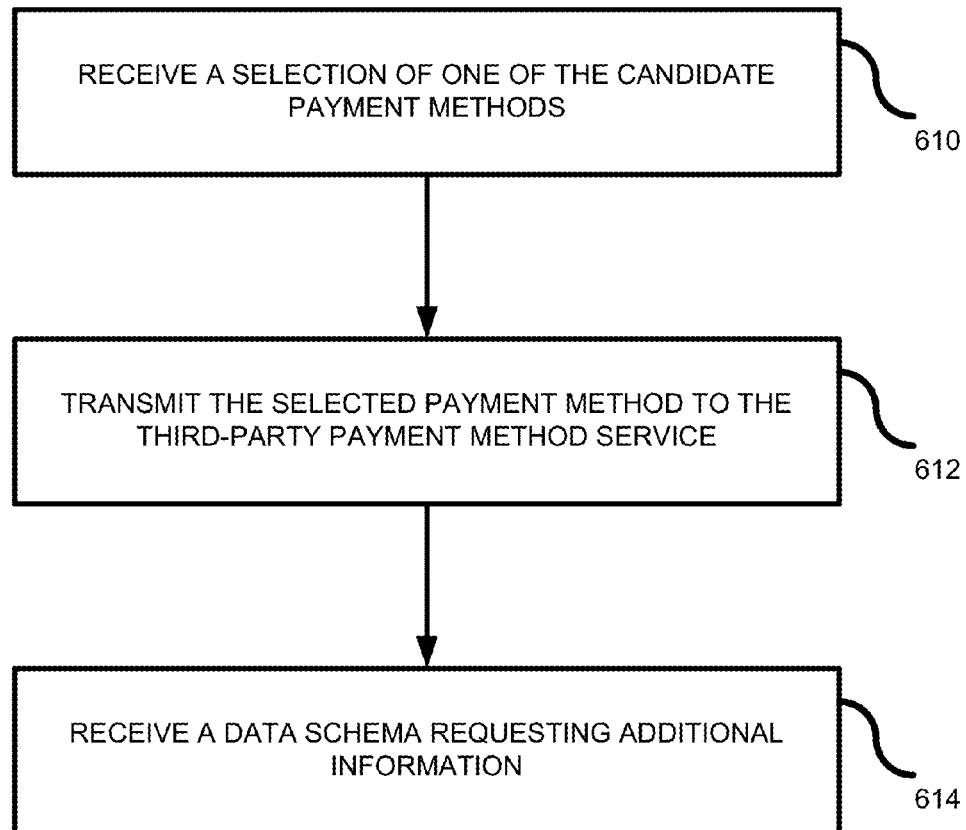 RECEIVE A SELECTION OF ONE OF THE CANDIDATE
PAYMENT METHODS
610
TRANSMIT THE SELECTED PAYMENT METHOD TO THE
THIRD-PARTY PAYMENT METHOD SERVICE
612
RECEIVE A DATA SCHEMA REQUESTING ADDITIONAL
INFORMATION
614